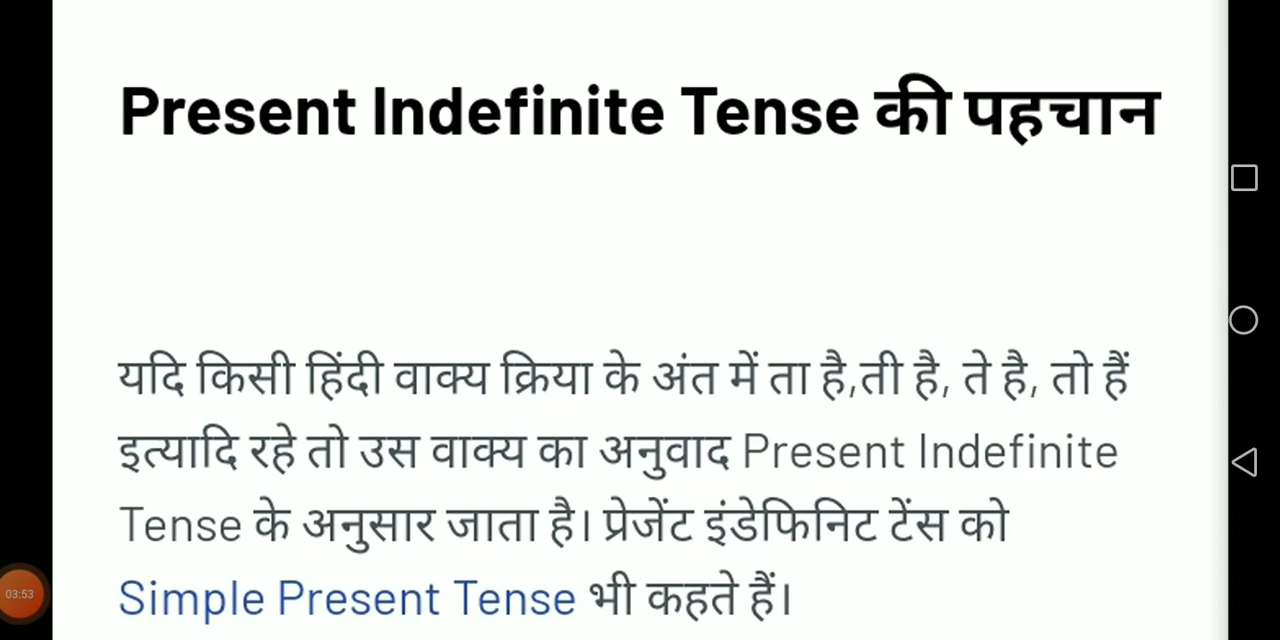 Present Indefinite Tense की पहचान
यदि किसी हिंदी वाक्य क्रिया के अंत में ता है,ती है, ते है, तो हैं
इत्यादि रहे तो उस वाक्य का अनुवाद Present Indefinite
Tense के अनुसार जाता है। प्रेजेंट इंडेफिनिट टेंस को
Simple Present Tense भी कहते हैं।
03:53